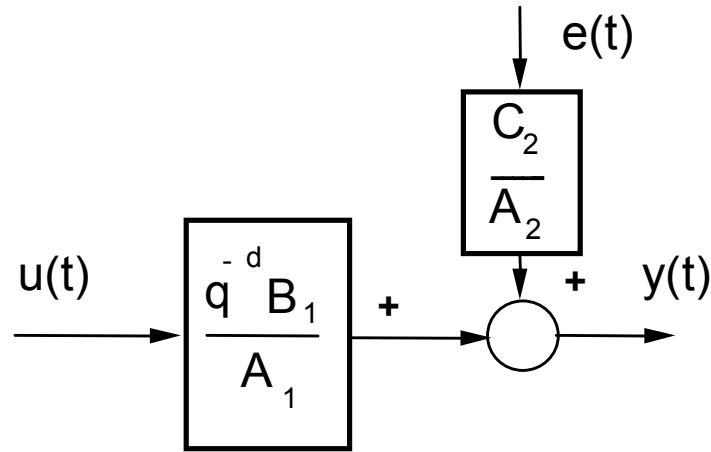 e(t)
C₂
A₂
+
u(t)
q⁻ᵈ B₁
A₁
+
y(t)